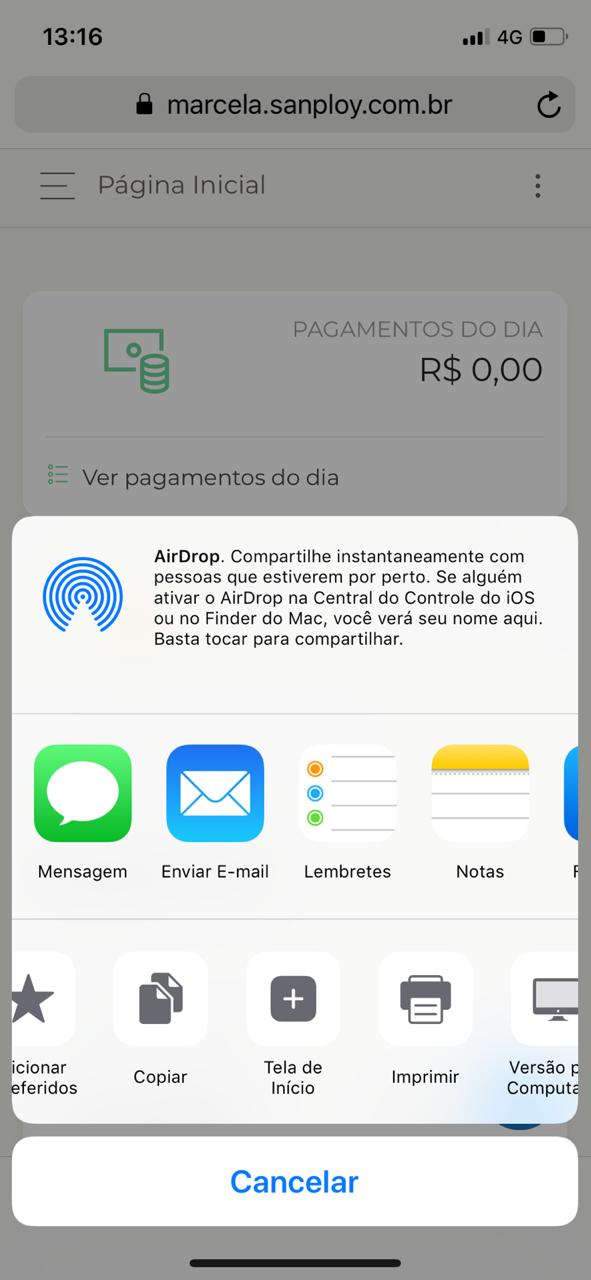 13:16
4G
marcela.sanploy.com.br
Página Inicial
PAGAMENTOS DO DIA
R$ 0,00
Ver pagamentos do dia
AirDrop. Compartilhe instantaneamente com
pessoas que estiverem por perto. Se alguém
ativar o AirDrop na Central do Controle do iOS
ou no Finder do Mac, você verá seu nome aqui.
Basta tocar para compartilhar.
Mensagem
Enviar E-mail
Lembretes
Notas
F
icionar
eferidos
Copiar
Tela de
Início
Imprimir
Versão p
Computa
Cancelar